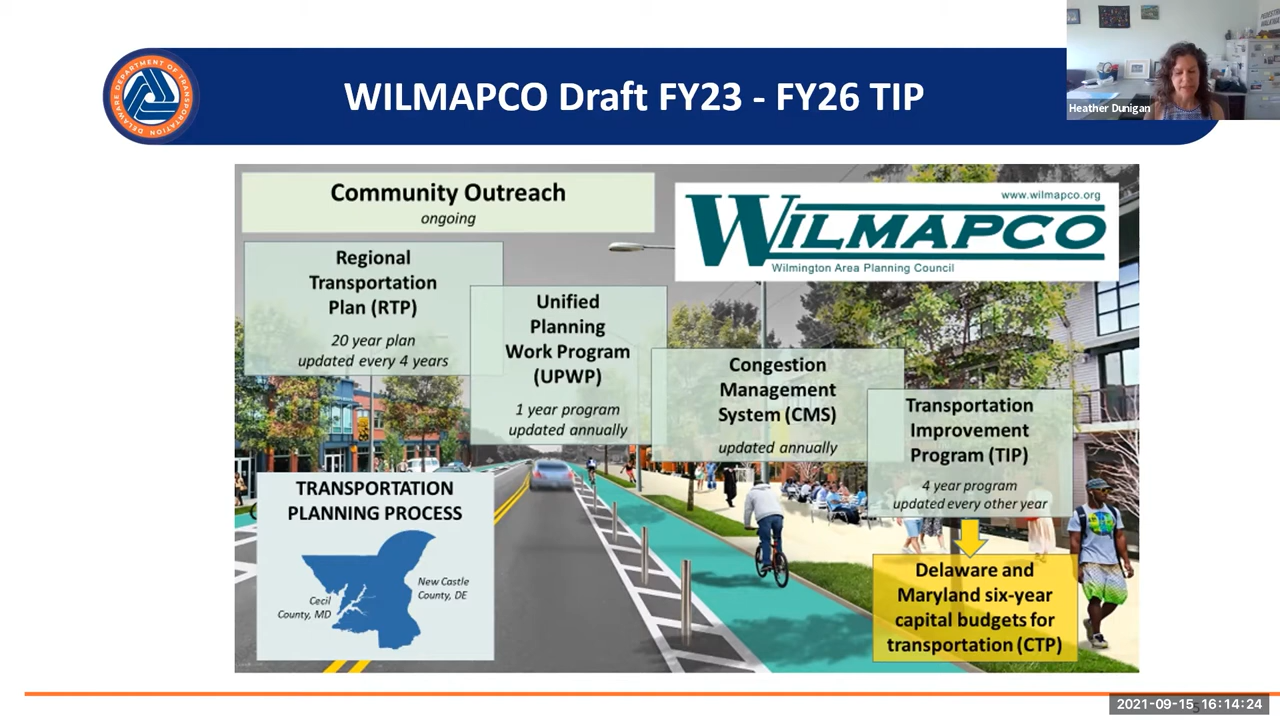 WILMAPCO Draft FY23 - FY26 TIP
DELAWARE DEPARTMENT OF TRANSPORTATION
Heather Dunigan
Community Outreach
ongoing
www.wilmapco.org
WILMAPCO
Wilmington Area Planning Council
Regional
Transportation
Plan (RTP)
20 year plan
updated every 4 years
Unified
Planning
Work Program
(UPWP)
1 year program
updated annually
Congestion
Management
System (CMS)
updated annually
Transportation
Improvement
Program (TIP)
4 year program
updated every other year
TRANSPORTATION
PLANNING PROCESS
New Castle
County, DE
Cecil
County, MD
Delaware and
Maryland six-year
capital budgets for
transportation (CTP)
2021-09-15 16:14:24